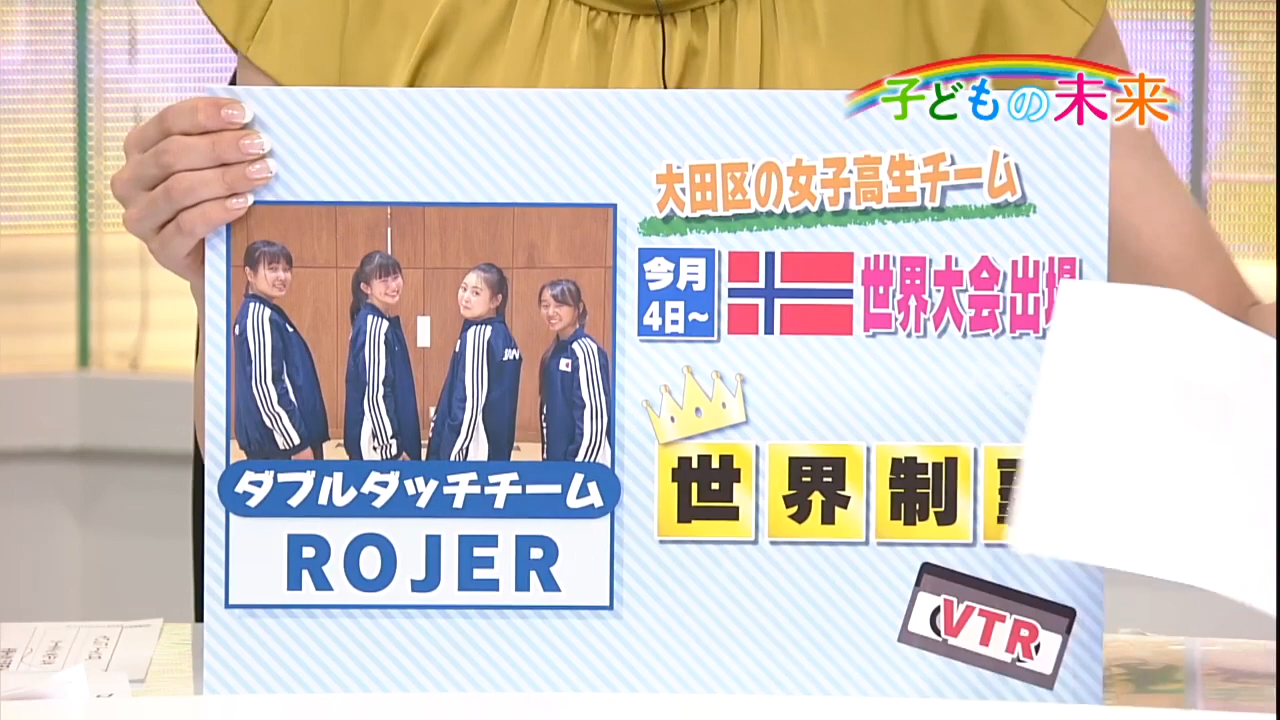 子どもの未来
大田区の女子高生チーム
今月
4日~
世界大会出場
世界制
ダブルダッチチーム
ROJER
VTR